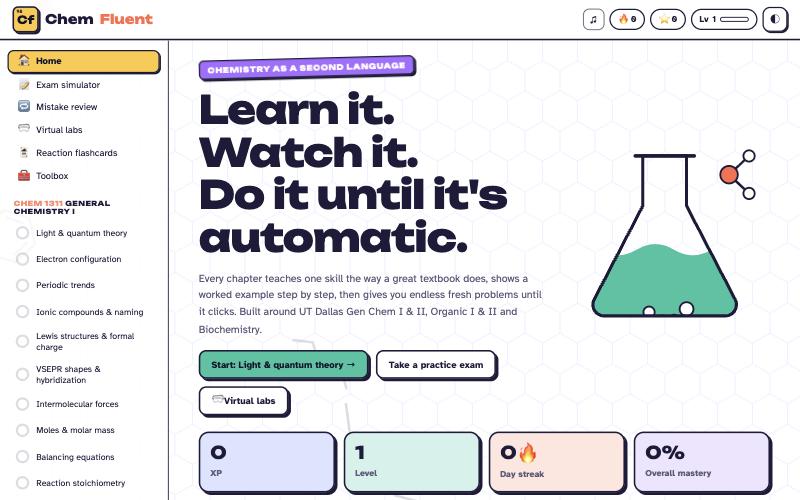 98
Cf
Chem Fluent
♫
🔥 0
⭐ 0
Lv 1
Home
Exam simulator
Mistake review
Virtual labs
Reaction flashcards
Toolbox
CHEM 1311 GENERAL
CHEMISTRY I
Light & quantum theory
Electron configuration
Periodic trends
Ionic compounds & naming
Lewis structures & formal
charge
VSEPR shapes &
hybridization
Intermolecular forces
Moles & molar mass
Balancing equations
Reaction stoichiometry
CHEMISTRY AS A SECOND LANGUAGE
Learn it.
Watch it.
Do it until it's
automatic.
Every chapter teaches one skill the way a great textbook does, shows a
worked example step by step, then gives you endless fresh problems until
it clicks. Built around UT Dallas Gen Chem I & II, Organic I & II and
Biochemistry.
Start: Light & quantum theory →
Take a practice exam
Virtual labs
0
XP
1
Level
0🔥
Day streak
0%
Overall mastery